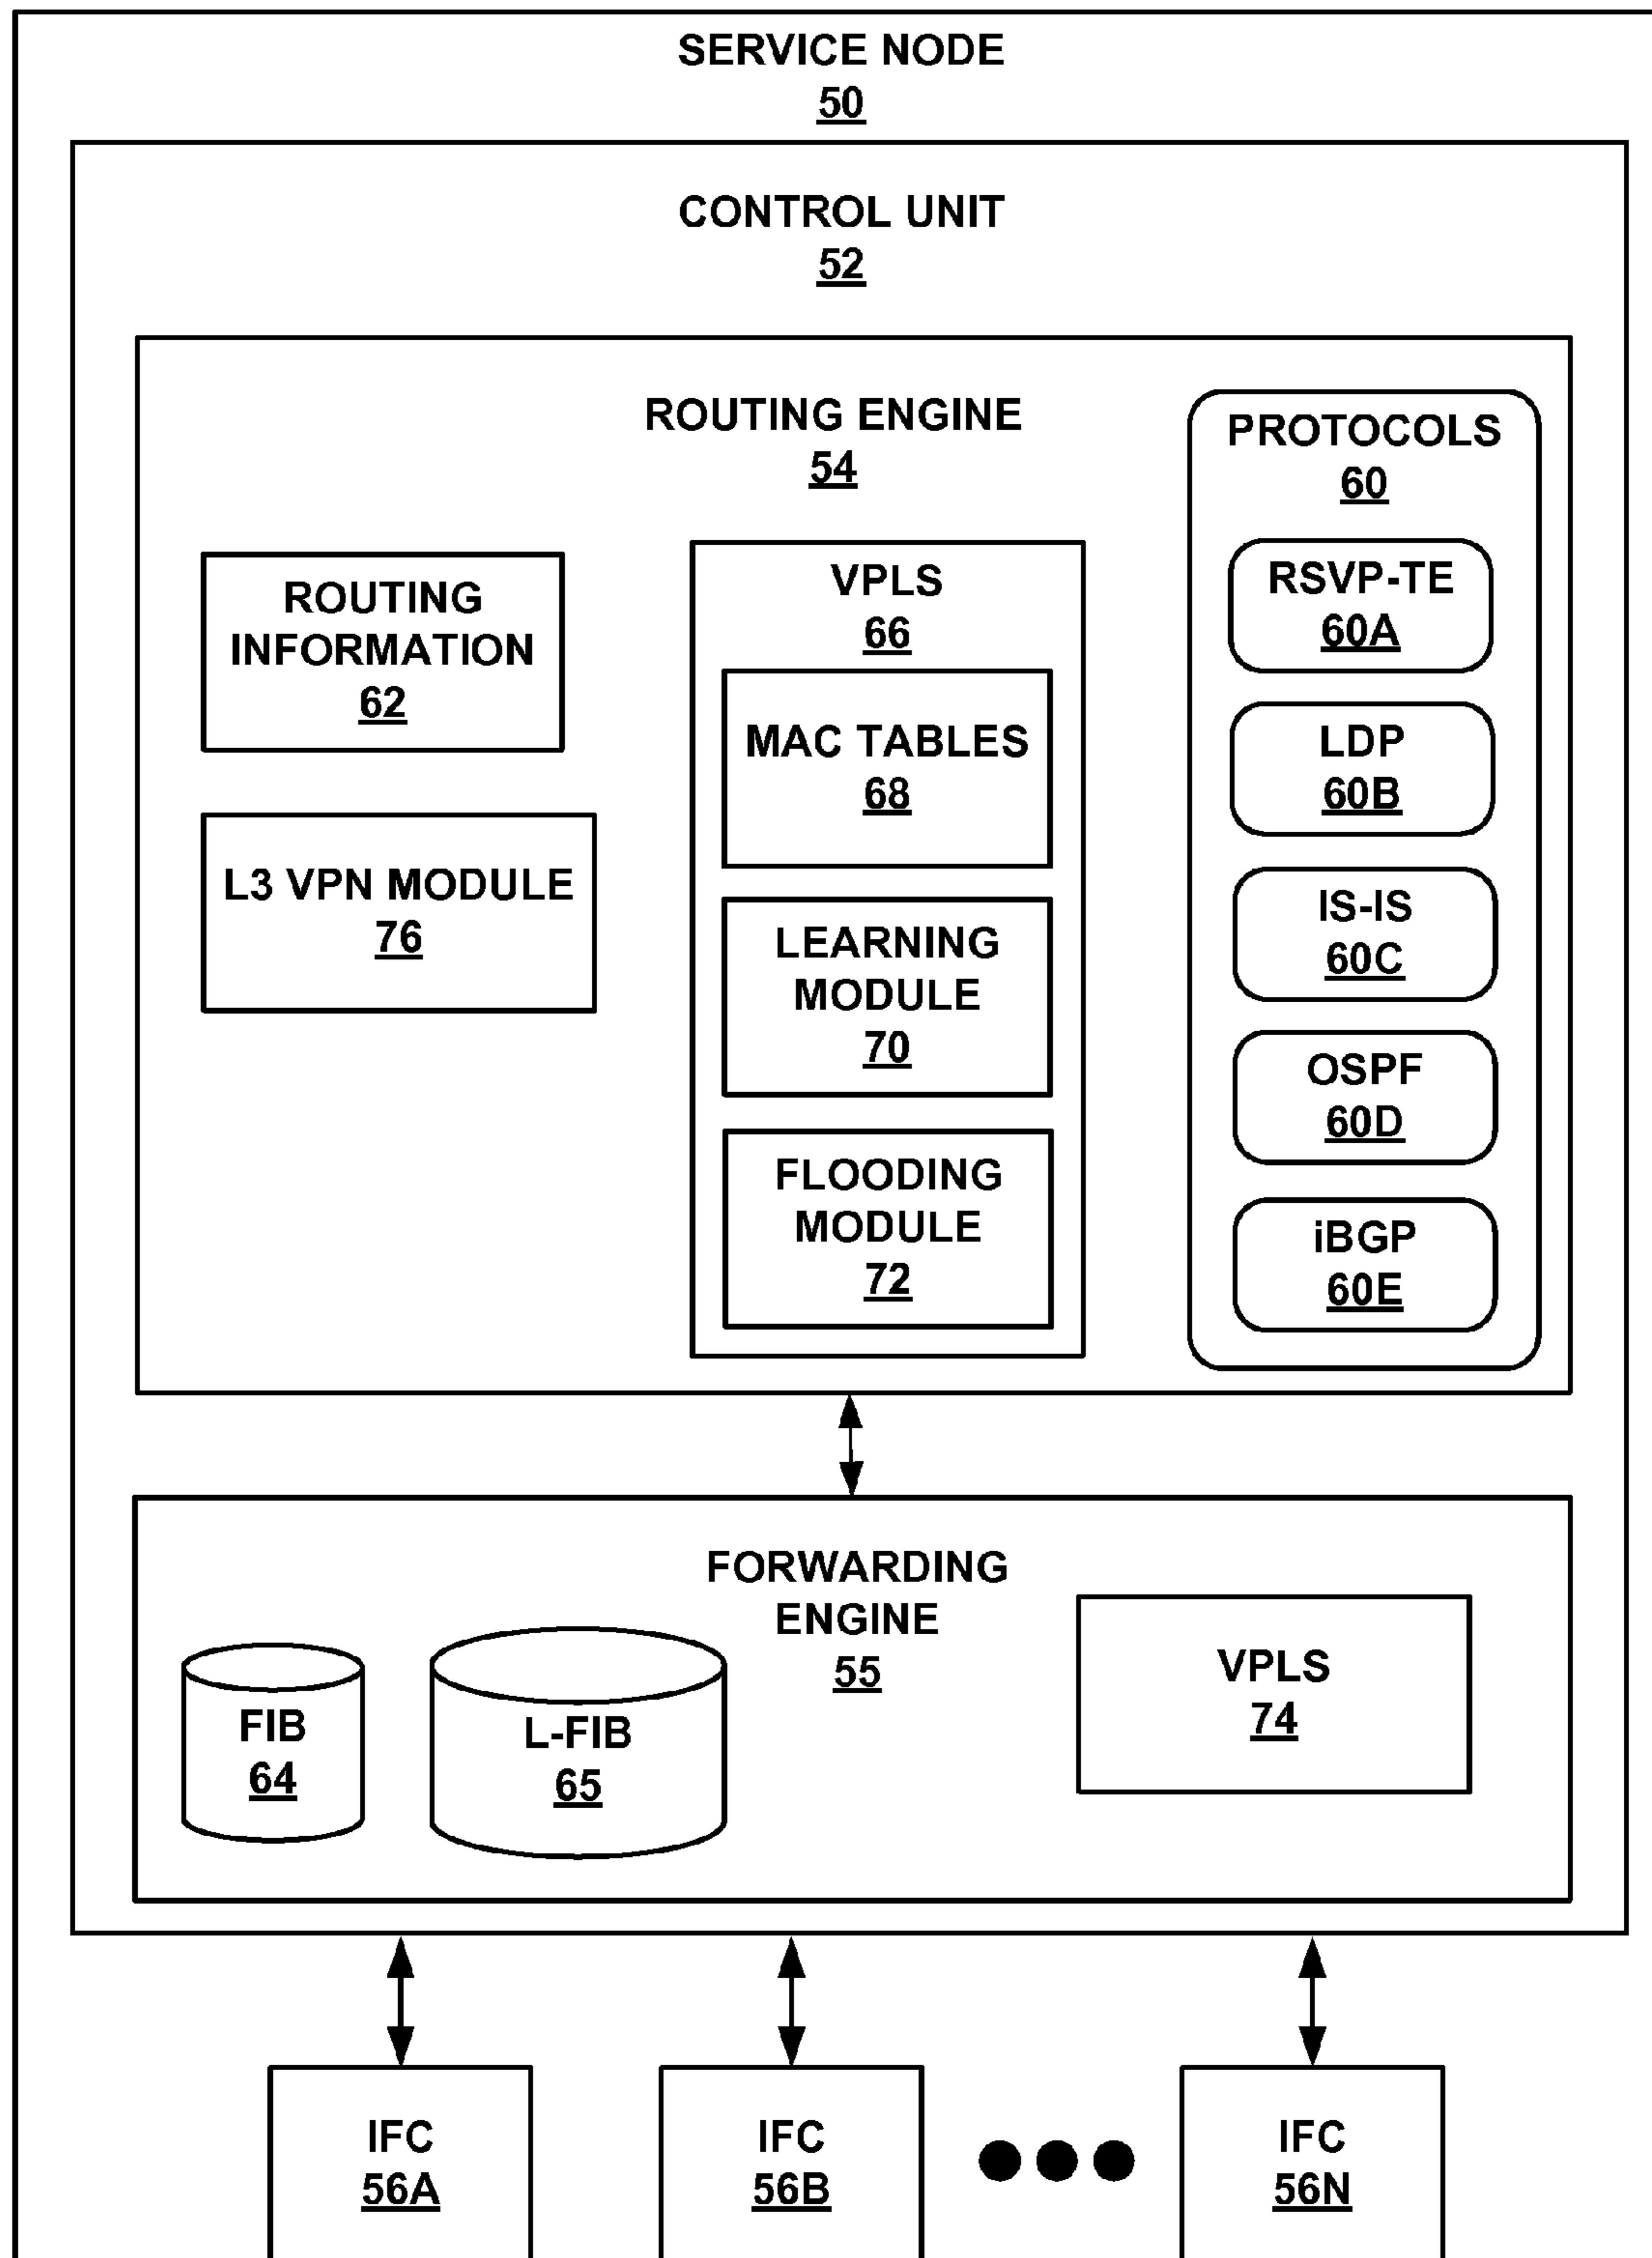 SERVICE NODE
50
CONTROL UNIT
52
ROUTING ENGINE
54
ROUTING
INFORMATION
62
L3 VPN MODULE
76
VPLS
66
MAC TABLES
68
LEARNING
MODULE
70
FLOODING
MODULE
72
PROTOCOLS
60
RSVP-TE
60A
LDP
60B
IS-IS
60C
OSPF
60D
iBGP
60E
FORWARDING
ENGINE
55
FIB
64
L-FIB
65
VPLS
74
IFC
56A
IFC
56B
IFC
56N